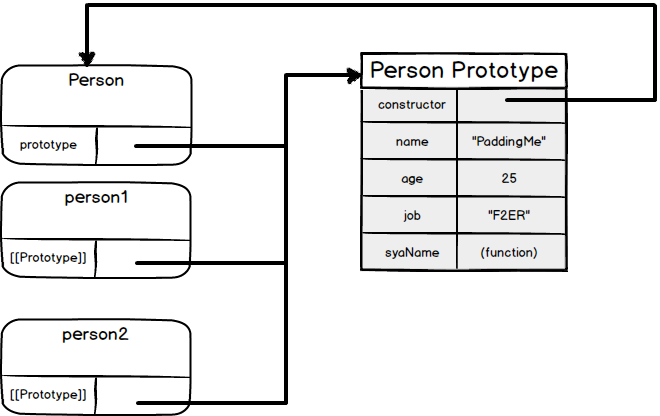 Person
prototype
person1
[[Prototype]]
person2
[[Prototype]]
Person Prototype
constructor
name "PaddingMe"
age 25
job "F2ER"
syaName (function)